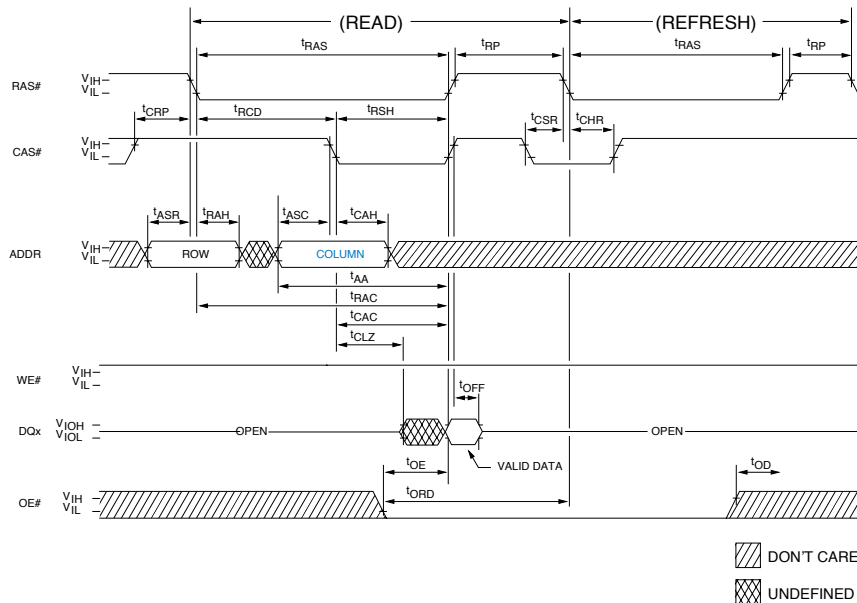 (READ) (REFRESH)
tRAS tRP tRAS tRP
RAS# VIH VIL
tCRP tRCD tRSH tCSR tCHR
CAS# VIH VIL
tASR tRAH tASC tCAH
ADDR VIH VIL ROW COLUMN
tAA
tRAC
tCAC
tCLZ
WE# VIH VIL
tOFF
DQx VIOH VIOL OPEN OPEN
VALID DATA
tOE tOD
tORD
OE# VIH VIL
DON'T CARE
UNDEFINED